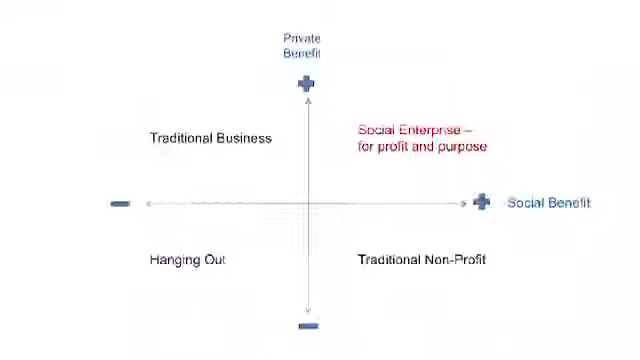 Private
Benefit
Traditional Business
Social Enterprise –
for profit and purpose
Social Benefit
Hanging Out
Traditional Non-Profit